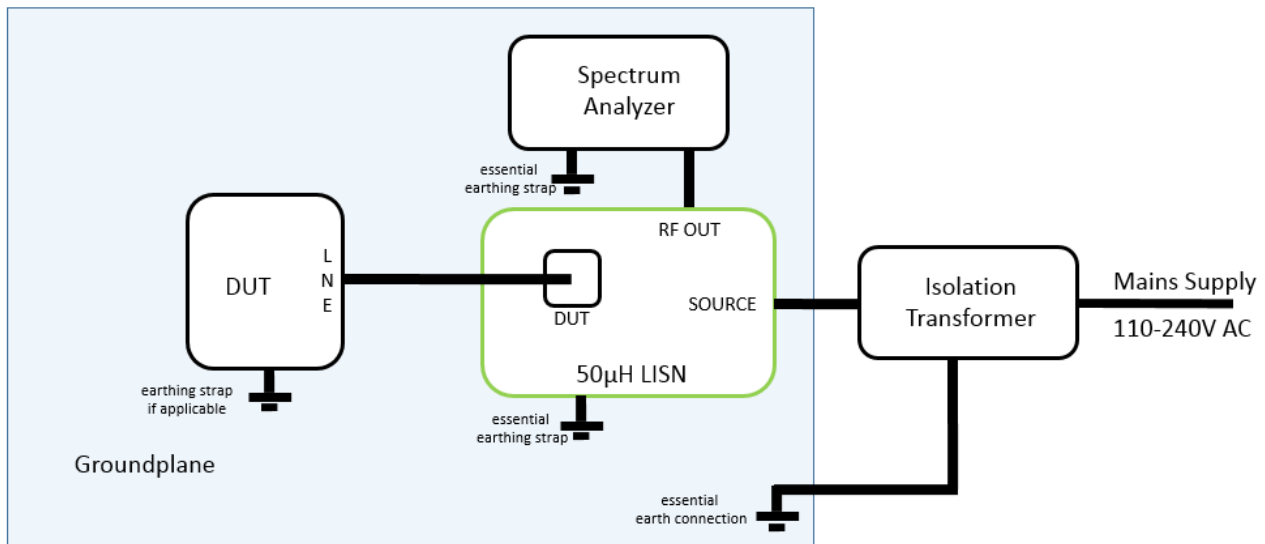 Spectrum
Analyzer
essential
earthing strap
RF OUT
L
N
E
DUT
DUT
SOURCE
50µH LISN
Isolation
Transformer
Mains Supply
110-240V AC
earthing strap
if applicable
essential
earthing strap
Groundplane
essential
earth connection